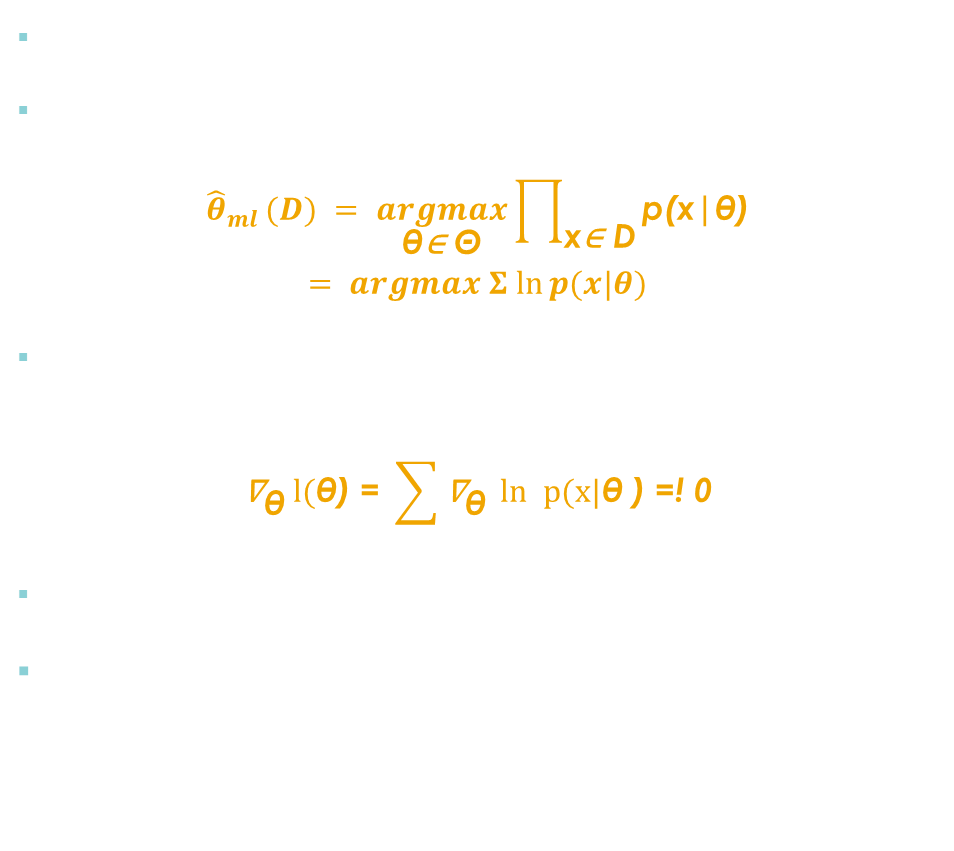 θ̂ml (D) = argmax ∏ x ∈ D p(x | θ)
θ ∈ Θ
= argmax Σ ln p(x|θ)
∇θ l(θ) = ∑ ∇θ ln p(x|θ ) =! 0